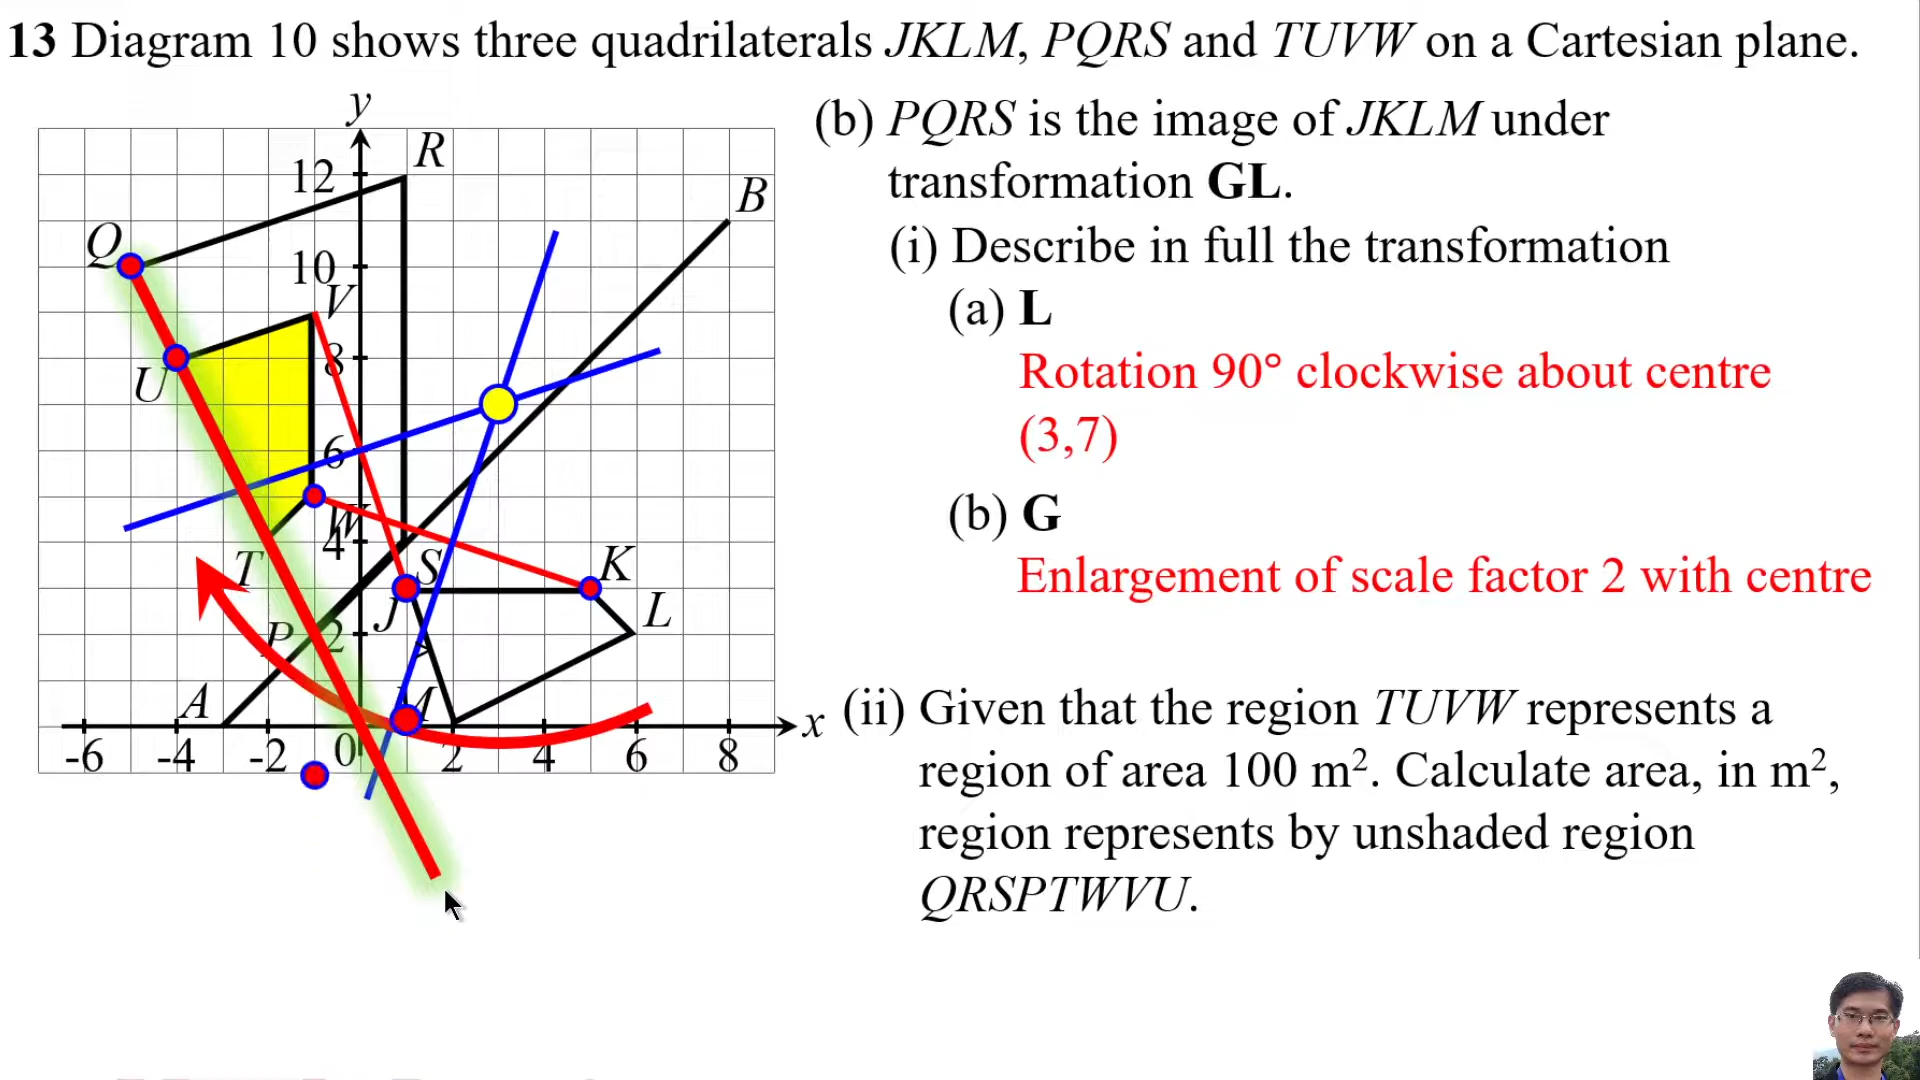 13 Diagram 10 shows three quadrilaterals JKLM, PQRS and TUVW on a Cartesian plane.
y
R
12
B
Q
10
V
8
U
6
W
4
T
S
K
J
L
P
2
A
M
x
-6 -4 -2 0 2 4 6 8
(b) PQRS is the image of JKLM under
transformation GL.
(i) Describe in full the transformation
(a) L
Rotation 90° clockwise about centre
(3,7)
(b) G
Enlargement of scale factor 2 with centre
(ii) Given that the region TUVW represents a
region of area 100 m². Calculate area, in m²,
region represents by unshaded region
QRSPTWVU.